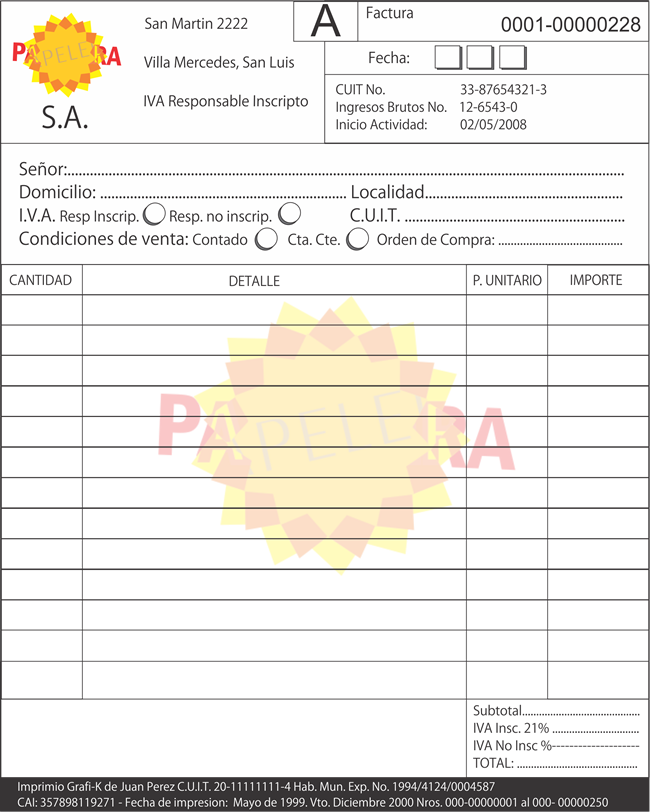 PAPELERA
S.A.
San Martin 2222
Villa Mercedes, San Luis
IVA Responsable Inscripto
A
Factura
0001-00000228
Fecha:
CUIT No. 33-87654321-3
Ingresos Brutos No. 12-6543-0
Inicio Actividad: 02/05/2008
Señor:
Domicilio: Localidad
I.V.A. Resp Inscrip. Resp. no inscrip. C.U.I.T.
Condiciones de venta: Contado Cta. Cte. Orden de Compra:
CANTIDAD DETALLE P. UNITARIO IMPORTE
PAPELERA
Subtotal
IVA Insc. 21%
IVA No Insc %
TOTAL:
Imprimio Grafi-K de Juan Perez C.U.I.T. 20-11111111-4 Hab. Mun. Exp. No. 1994/4124/0004587
CAI: 357898119271 - Fecha de impresion: Mayo de 1999. Vto. Diciembre 2000 Nros. 000-00000001 al 000- 00000250